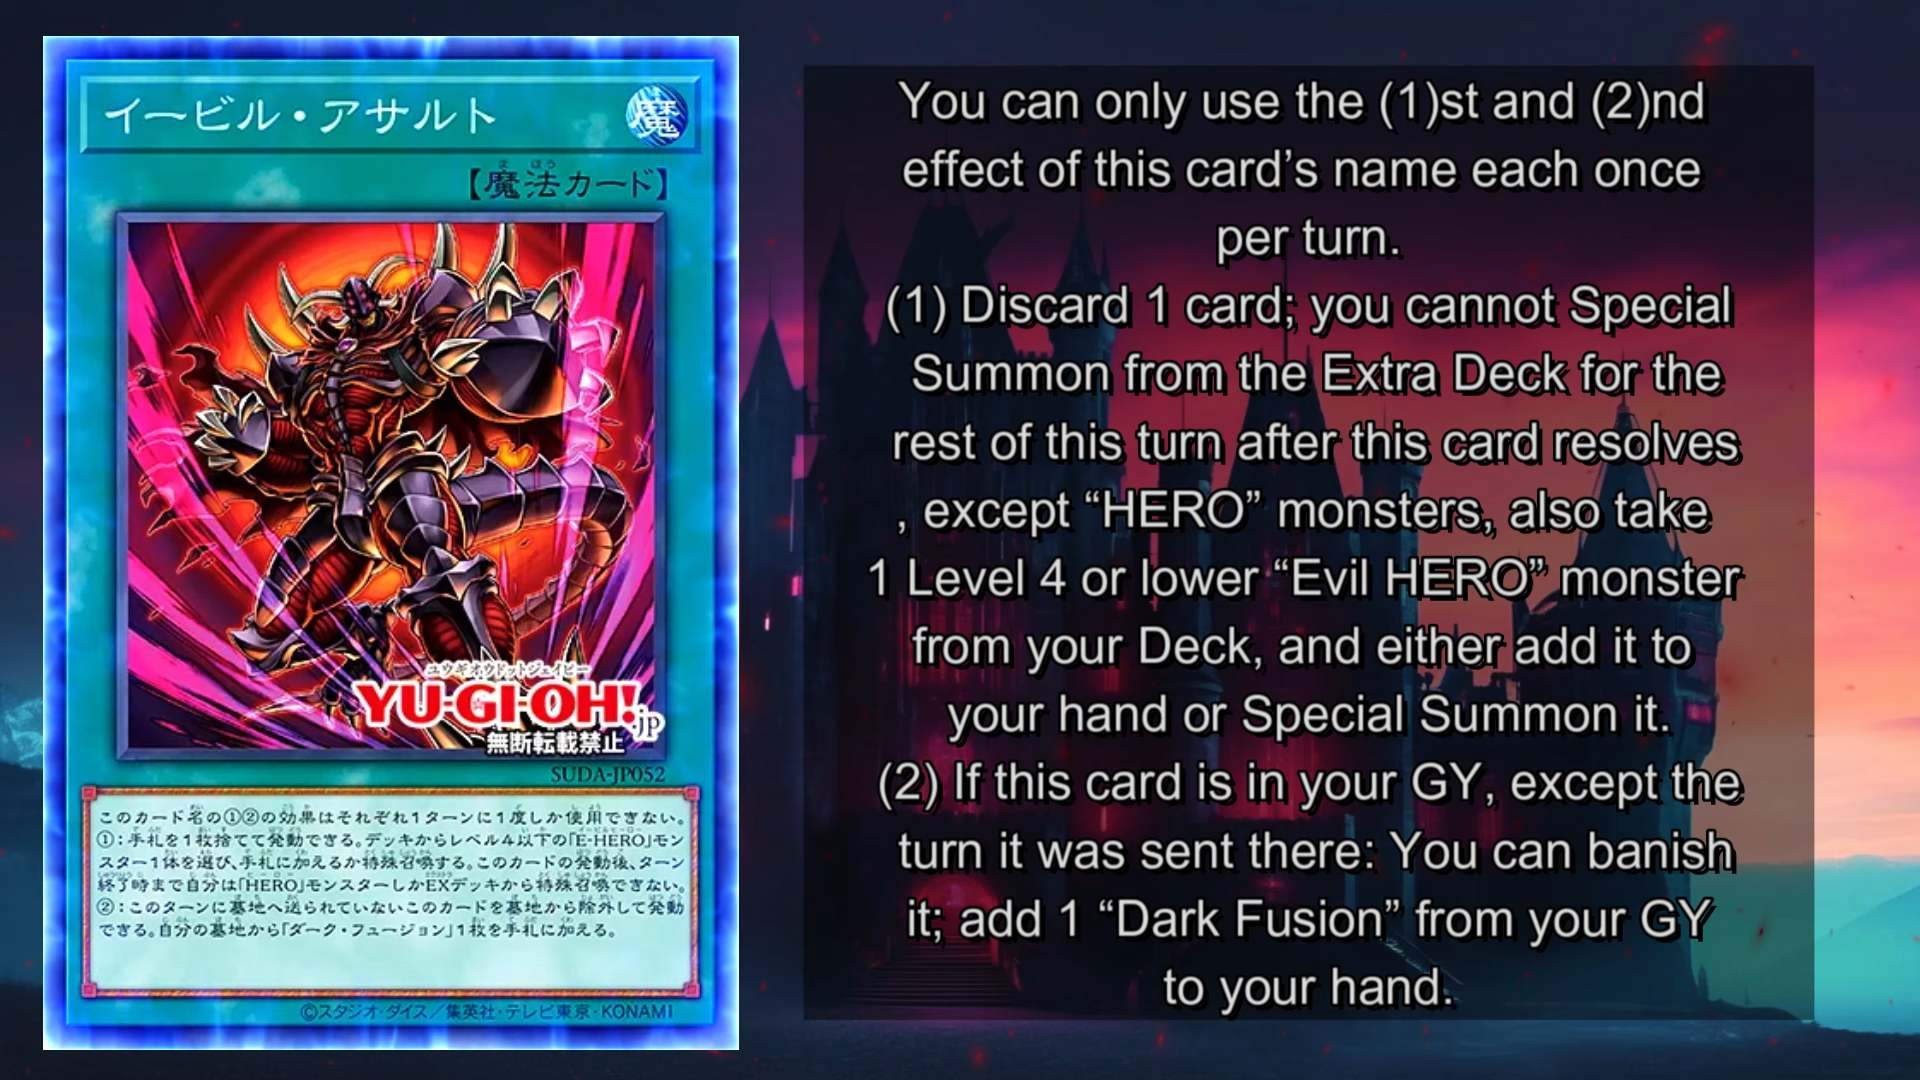 イービル・アサルト
魔
【魔法カード】
ユウギオウドットジェイピー
YU-GI-OH!.jp
無断転載禁止
SUDA-JP052
このカード名の①②の効果はそれぞれ1ターンに1度しか使用できない。
①：手札を1枚捨てて発動できる。デッキからレベル4以下の「E-HERO」モン
スター1体を選び、手札に加えるか特殊召喚する。このカードの発動後、ターン
終了時まで自分は「HERO」モンスターしかEXデッキから特殊召喚できない。
②：このターンに墓地へ送られていないこのカードを墓地から除外して発動
できる。自分の墓地から「ダーク・フュージョン」1枚を手札に加える。
©スタジオ・ダイス／集英社・テレビ東京・KONAMI
You can only use the (1)st and (2)nd
effect of this card’s name each once
per turn.
(1) Discard 1 card; you cannot Special
Summon from the Extra Deck for the
rest of this turn after this card resolves
, except “HERO” monsters, also take
1 Level 4 or lower “Evil HERO” monster
from your Deck, and either add it to
your hand or Special Summon it.
(2) If this card is in your GY, except the
turn it was sent there: You can banish
it; add 1 “Dark Fusion” from your GY
to your hand.